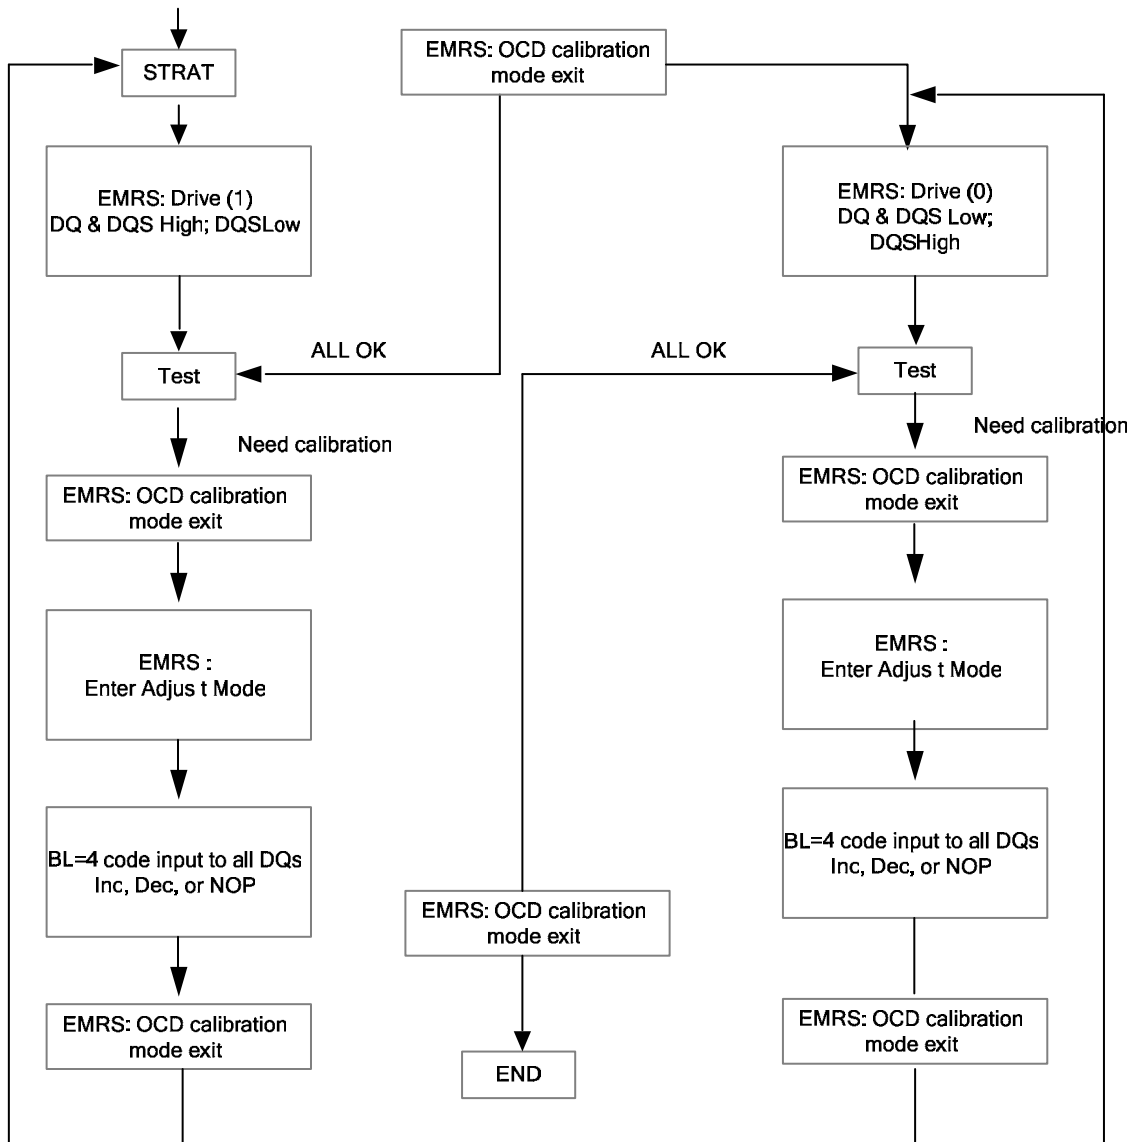 STRAT
EMRS: Drive (1)
DQ & DQS High; DQSLow
Test
ALL OK
Need calibration
EMRS: OCD calibration
mode exit
EMRS :
Enter Adjus t Mode
BL=4 code input to all DQs
Inc, Dec, or NOP
EMRS: OCD calibration
mode exit
EMRS: OCD calibration
mode exit
EMRS: Drive (0)
DQ & DQS Low;
DQSHigh
ALL OK
Test
Need calibration
EMRS: OCD calibration
mode exit
EMRS :
Enter Adjus t Mode
BL=4 code input to all DQs
Inc, Dec, or NOP
EMRS: OCD calibration
mode exit
EMRS: OCD calibration
mode exit
END